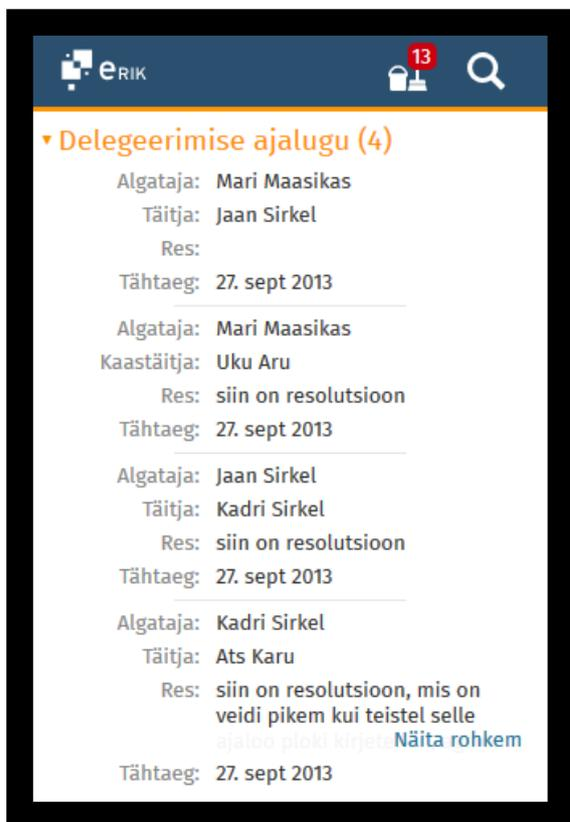 eRIK
13
Delegeerimise ajalugu (4)
Algataja: Mari Maasikas
Täitja: Jaan Sirkel
Res:
Tähtaeg: 27. sept 2013
Algataja: Mari Maasikas
Kaastäitja: Uku Aru
Res: siin on resolutsioon
Tähtaeg: 27. sept 2013
Algataja: Jaan Sirkel
Täitja: Kadri Sirkel
Res: siin on resolutsioon
Tähtaeg: 27. sept 2013
Algataja: Kadri Sirkel
Täitja: Ats Karu
Res: siin on resolutsioon, mis on
veidi pikem kui teistel selle
ajaloo ploki Näita rohkem
Tähtaeg: 27. sept 2013